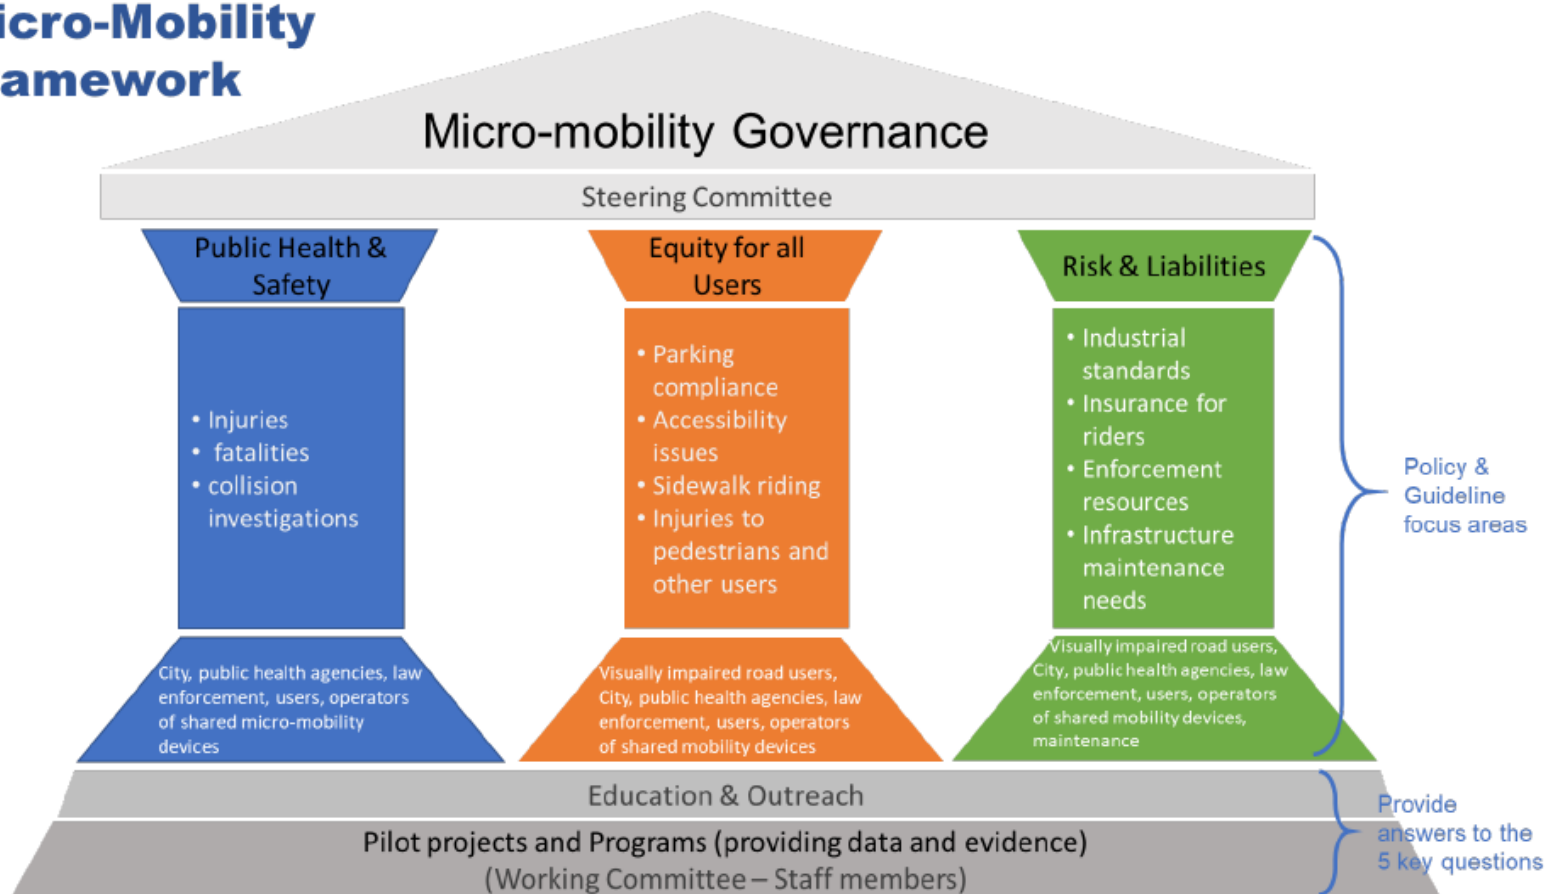 icro-Mobility
amework
Micro-mobility Governance
Steering Committee
Public Health &
Safety
• Injuries
• fatalities
• collision
investigations
City, public health agencies, law
enforcement, users, operators
of shared micro-mobility
devices
Equity for all
Users
• Parking
compliance
• Accessibility
issues
• Sidewalk riding
• Injuries to
pedestrians and
other users
Visually impaired road users,
City, public health agencies, law
enforcement, users, operators
of shared mobility devices
Risk & Liabilities
• Industrial
standards
• Insurance for
riders
• Enforcement
resources
• Infrastructure
maintenance
needs
Visually impaired road users,
City, public health agencies, law
enforcement, users, operators
of shared mobility devices,
maintenance
Policy &
Guideline
focus areas
Education & Outreach
Pilot projects and Programs (providing data and evidence)
(Working Committee – Staff members)
Provide
answers to the
5 key questions